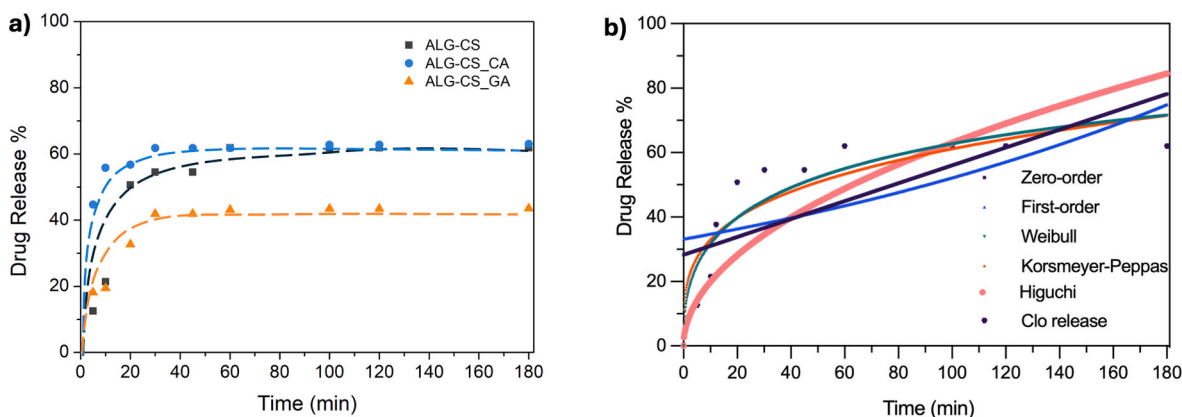 a)
ALG-CS
ALG-CS_CA
ALG-CS_GA
Drug Release %
100
80
60
40
20
0
0 20 40 60 80 100 120 140 160 180
Time (min)
b)
Drug Release %
100
80
60
40
20
0
Zero-order
First-order
Weibull
Korsmeyer-Peppas
Higuchi
Clo release
0 20 40 60 80 100 120 140 160 180
Time (min)